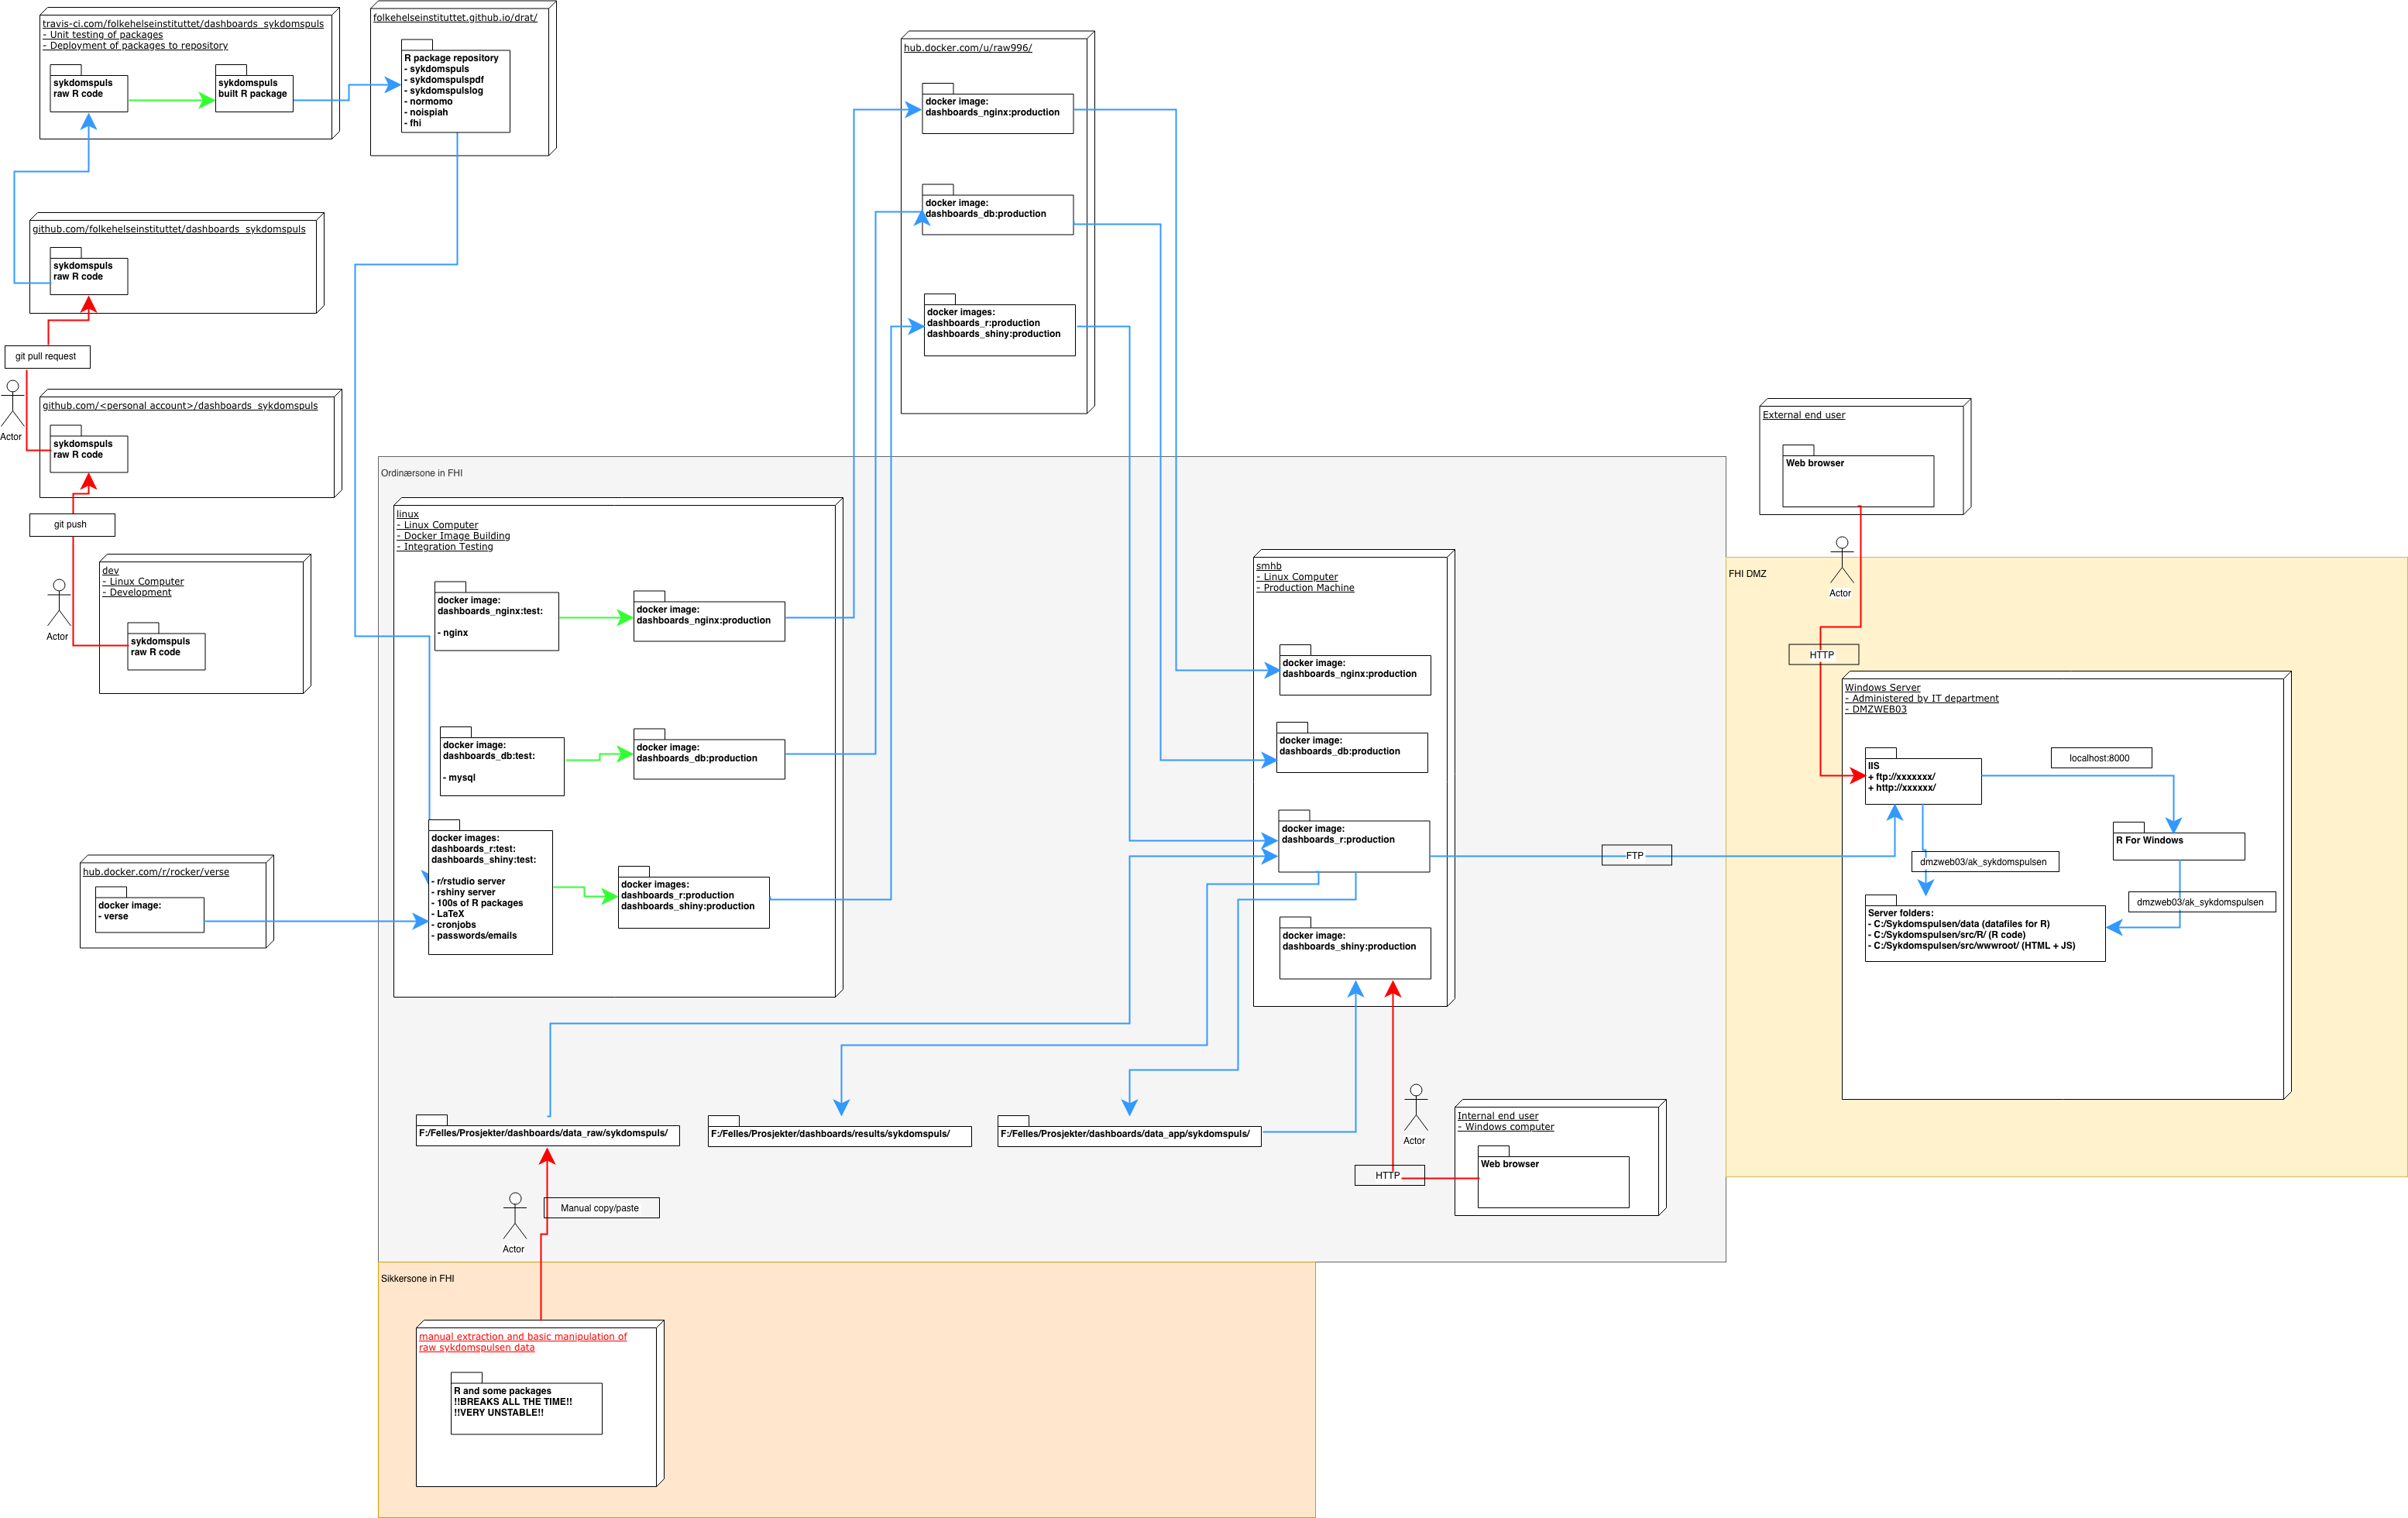 travis-ci.com/folkehelseinstituttet/dashboards_sykdomspuls
- Unit testing of packages
- Deployment of packages to repository
sykdomspuls
raw R code
sykdomspuls
built R package
folkehelseinstituttet.github.io/drat/
R package repository
- sykdomspuls
- sykdomspulspdf
- sykdomspulslog
- normomo
- noispiah
- fhi
hub.docker.com/u/raw996/
docker image:
dashboards_nginx:production
docker image:
dashboards_db:production
docker images:
dashboards_r:production
dashboards_shiny:production
github.com/folkehelseinstituttet/dashboards_sykdomspuls
sykdomspuls
raw R code
git pull request
Actor
github.com/<personal account>/dashboards_sykdomspuls
sykdomspuls
raw R code
git push
Actor
dev
- Linux Computer
- Development
sykdomspuls
raw R code
hub.docker.com/r/rocker/verse
docker image:
- verse
Ordinærsone in FHI
linux
- Linux Computer
- Docker Image Building
- Integration Testing
docker image:
dashboards_nginx:test:
- nginx
docker image:
dashboards_nginx:production
docker image:
dashboards_db:test:
- mysql
docker image:
dashboards_db:production
docker images:
dashboards_r:test:
dashboards_shiny:test:
- r/rstudio server
- rshiny server
- 100s of R packages
- LaTeX
- cronjobs
- passwords/emails
docker images:
dashboards_r:production
dashboards_shiny:production
smhb
- Linux Computer
- Production Machine
docker image:
dashboards_nginx:production
docker image:
dashboards_db:production
docker image:
dashboards_r:production
docker image:
dashboards_shiny:production
F:/Felles/Prosjekter/dashboards/data_raw/sykdomspuls/
F:/Felles/Prosjekter/dashboards/results/sykdomspuls/
F:/Felles/Prosjekter/dashboards/data_app/sykdomspuls/
Actor
HTTP
Internal end user
- Windows computer
Web browser
Manual copy/paste
Actor
Sikkersone in FHI
manual extraction and basic manipulation of
raw sykdomspulsen data
R and some packages
!!BREAKS ALL THE TIME!!
!!VERY UNSTABLE!!
External end user
Web browser
Actor
FHI DMZ
HTTP
FTP
Windows Server
- Administered by IT department
- DMZWEB03
IIS
+ ftp://xxxxxxx/
+ http://xxxxxx/
localhost:8000
R For Windows
dmzweb03/ak_sykdomspulsen
dmzweb03/ak_sykdomspulsen
Server folders:
- C:/Sykdomspulsen/data (datafiles for R)
- C:/Sykdomspulsen/src/R/ (R code)
- C:/Sykdomspulsen/src/wwwroot/ (HTML + JS)